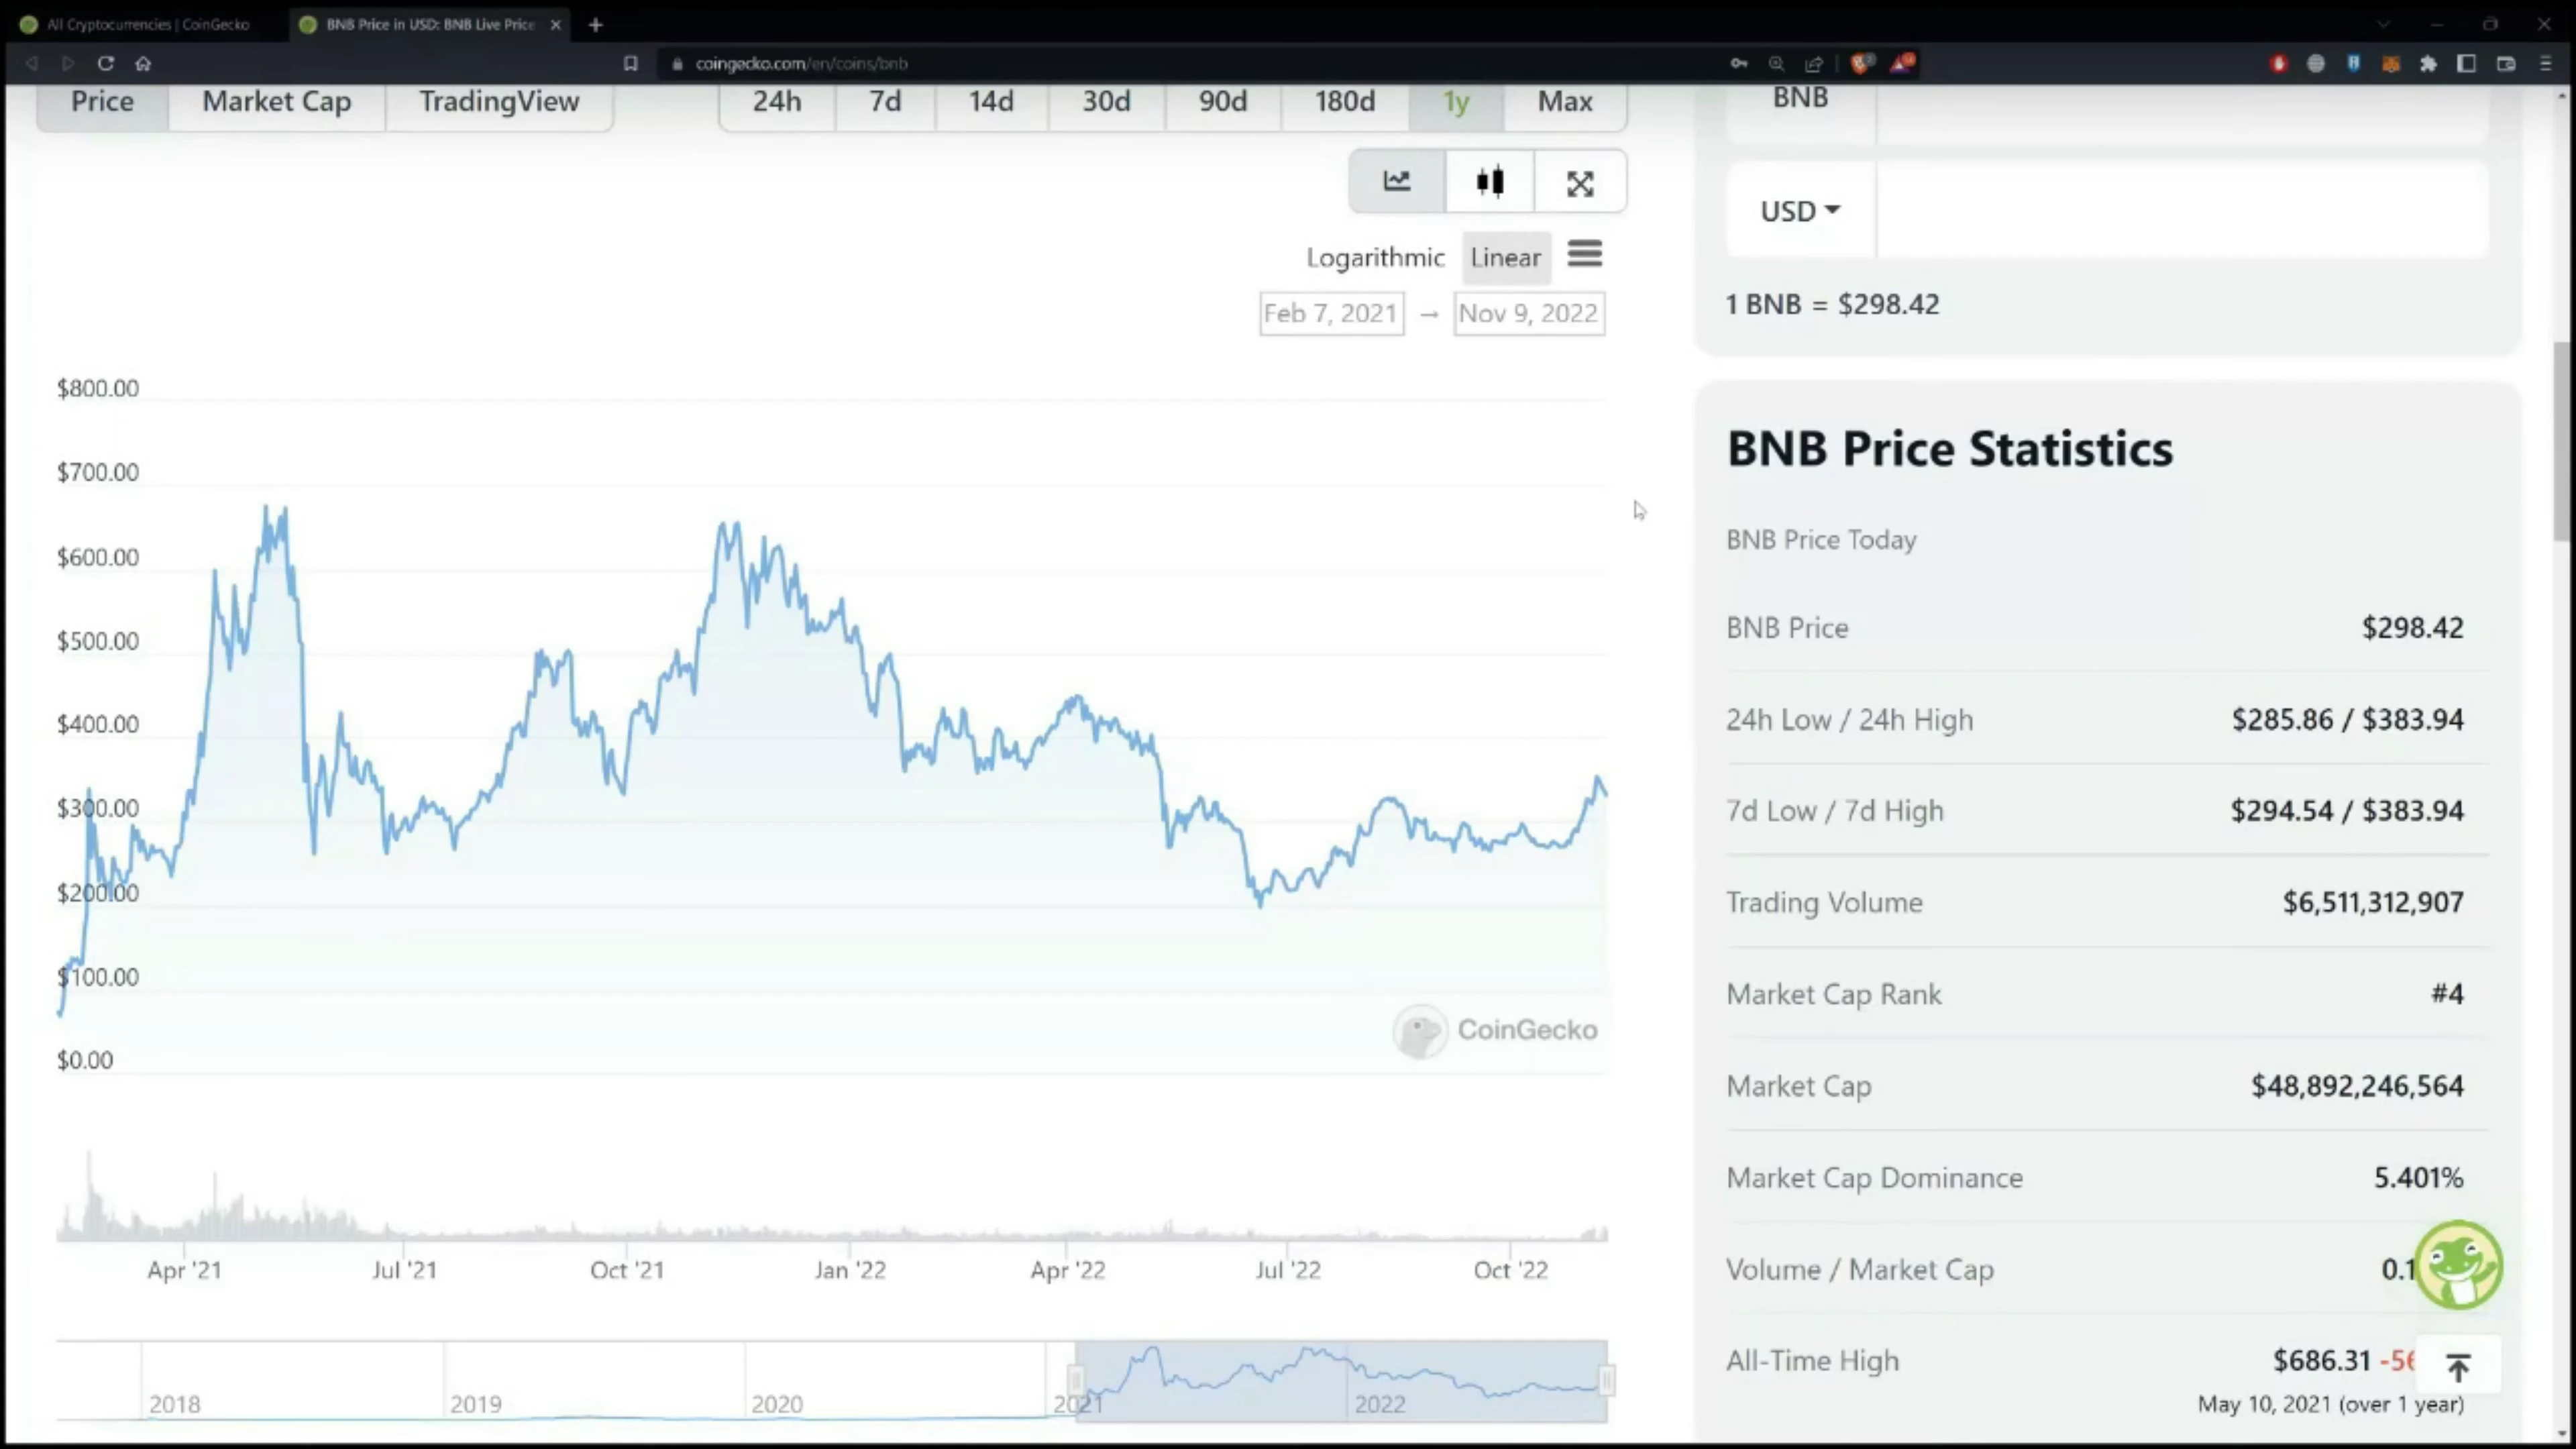 All Cryptocurrencies | CoinGecko
BNB Price in USD: BNB Live Price
coingecko.com/en/coins/bnb
Price
Market Cap
TradingView
24h
7d
14d
30d
90d
180d
1y
Max
Logarithmic
Linear
Feb 7, 2021 → Nov 9, 2022
$800.00
$700.00
$600.00
$500.00
$400.00
$300.00
$200.00
$100.00
$0.00
CoinGecko
Apr '21
Jul '21
Oct '21
Jan '22
Apr '22
Jul '22
Oct '22
2018
2019
2020
2021
2022
BNB
USD
1 BNB = $298.42
BNB Price Statistics
BNB Price Today
BNB Price $298.42
24h Low / 24h High $285.86 / $383.94
7d Low / 7d High $294.54 / $383.94
Trading Volume $6,511,312,907
Market Cap Rank #4
Market Cap $48,892,246,564
Market Cap Dominance 5.401%
Volume / Market Cap 0.1
All-Time High $686.31 -56
May 10, 2021 (over 1 year)